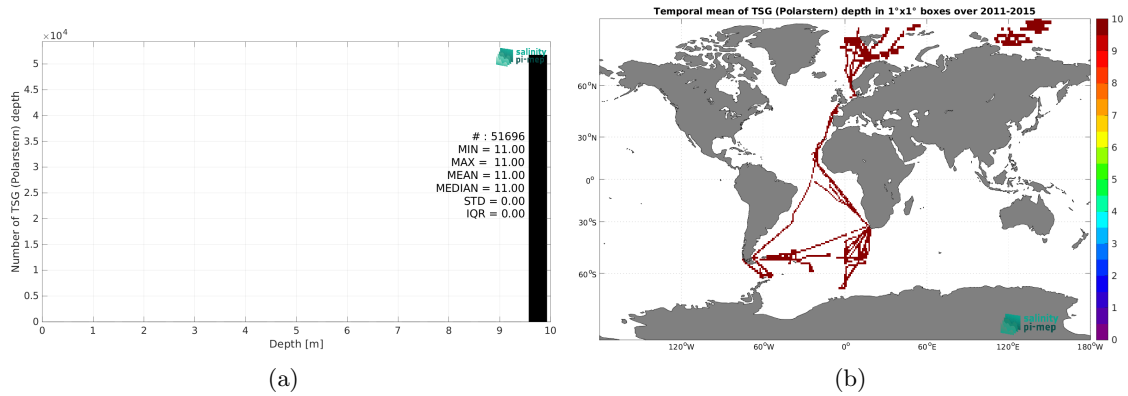 ×10⁴
5
4.5
4
3.5
3
2.5
2
1.5
1
0.5
0
Number of TSG (Polarstern) depth
salinity
pi-mep
# : 51696
MIN = 11.00
MAX = 11.00
MEAN = 11.00
MEDIAN = 11.00
STD = 0.00
IQR = 0.00
0 1 2 3 4 5 6 7 8 9 10
Depth [m]
(a)
Temporal mean of TSG (Polarstern) depth in 1°x1° boxes over 2011-2015
60°N
30°N
0°
30°S
60°S
120°W 60°W 0° 60°E 120°E 180°W
salinity
pi-mep
10
9
8
7
6
5
4
3
2
1
0
(b)